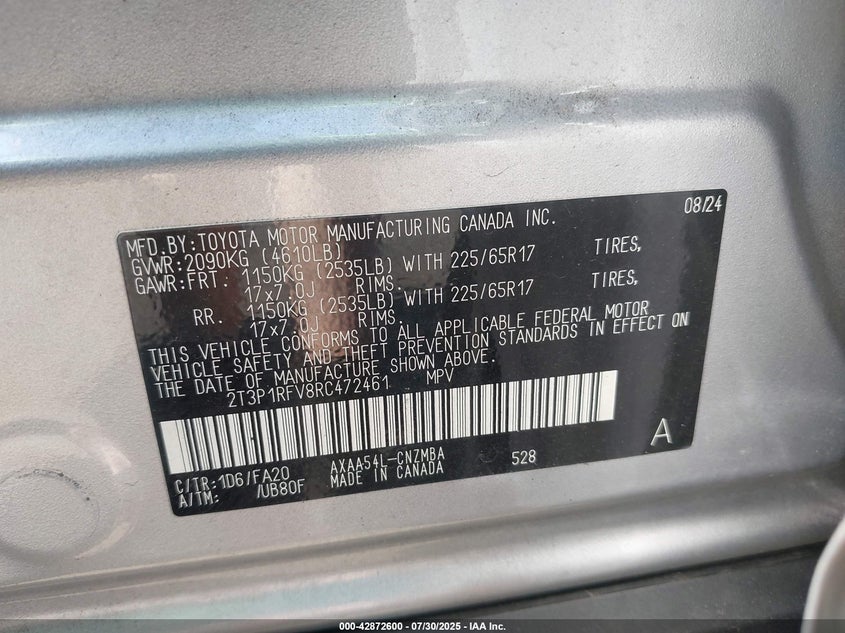 08/24
MFD.BY:TOYOTA MOTOR MANUFACTURING CANADA INC.
GVWR:2090KG (4610LB)
GAWR:FRT. 1150KG (2535LB) WITH 225/65R17 TIRES,
17x7.0J RIMS.
RR. 1150KG (2535LB) WITH 225/65R17 TIRES,
17x7.0J RIMS.
THIS VEHICLE CONFORMS TO ALL APPLICABLE FEDERAL MOTOR
VEHICLE SAFETY AND THEFT PREVENTION STANDARDS IN EFFECT ON
THE DATE OF MANUFACTURE SHOWN ABOVE.
2T3P1RFV8RC472461 MPV
C/TR:1D6/FA20 AXAA54L-CNZMBA 528 A
A/TM: /UB80F MADE IN CANADA
000-42872600 - 07/30/2025 - IAA Inc.